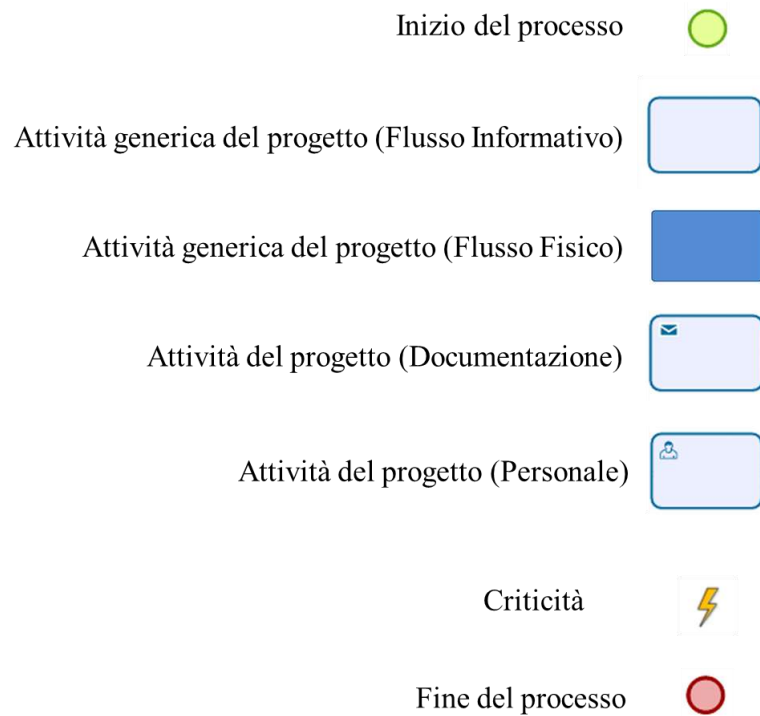 Inizio del processo
Attività generica del progetto (Flusso Informativo)
Attività generica del progetto (Flusso Fisico)
Attività del progetto (Documentazione)
Attività del progetto (Personale)
Criticità
Fine del processo